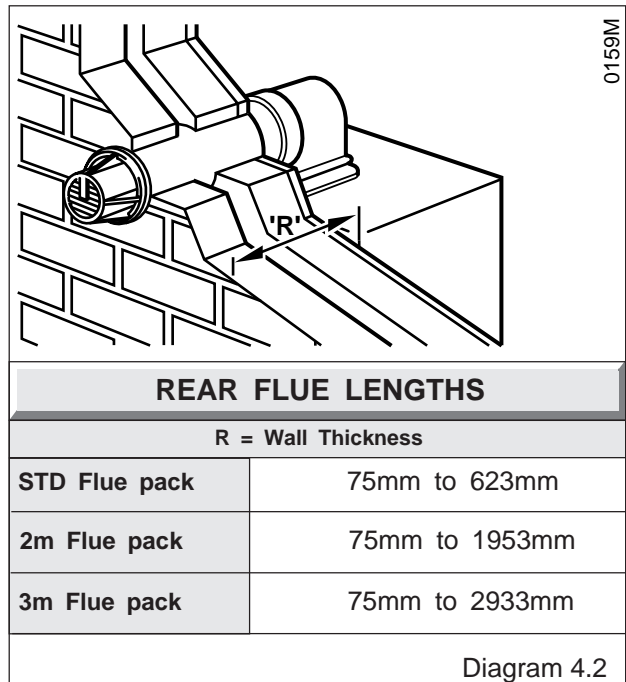 0159M
'R'
REAR FLUE LENGTHS
R = Wall Thickness
STD Flue pack 75mm to 623mm
2m Flue pack 75mm to 1953mm
3m Flue pack 75mm to 2933mm
Diagram 4.2